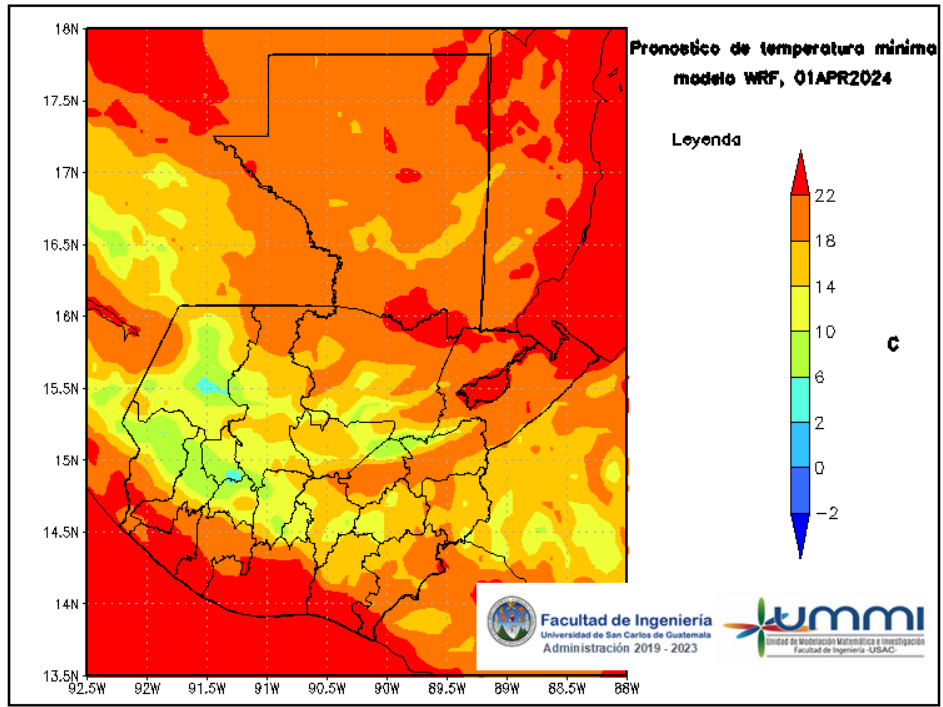 Pronostico de temperatura minima
modelo WRF, 01APR2024
Leyenda
22
18
14
10
6
2
0
−2
C
18N
17.5N
17N
16.5N
16N
15.5N
15N
14.5N
14N
13.5N
92.5W 92W 91.5W 91W 90.5W 90W 89.5W 89W 88.5W 88W
Facultad de Ingeniería
Universidad de San Carlos de Guatemala
Administración 2019 - 2023
UMMI
Unidad de Modelación Matemática e Investigación
Facultad de Ingeniería -USAC-